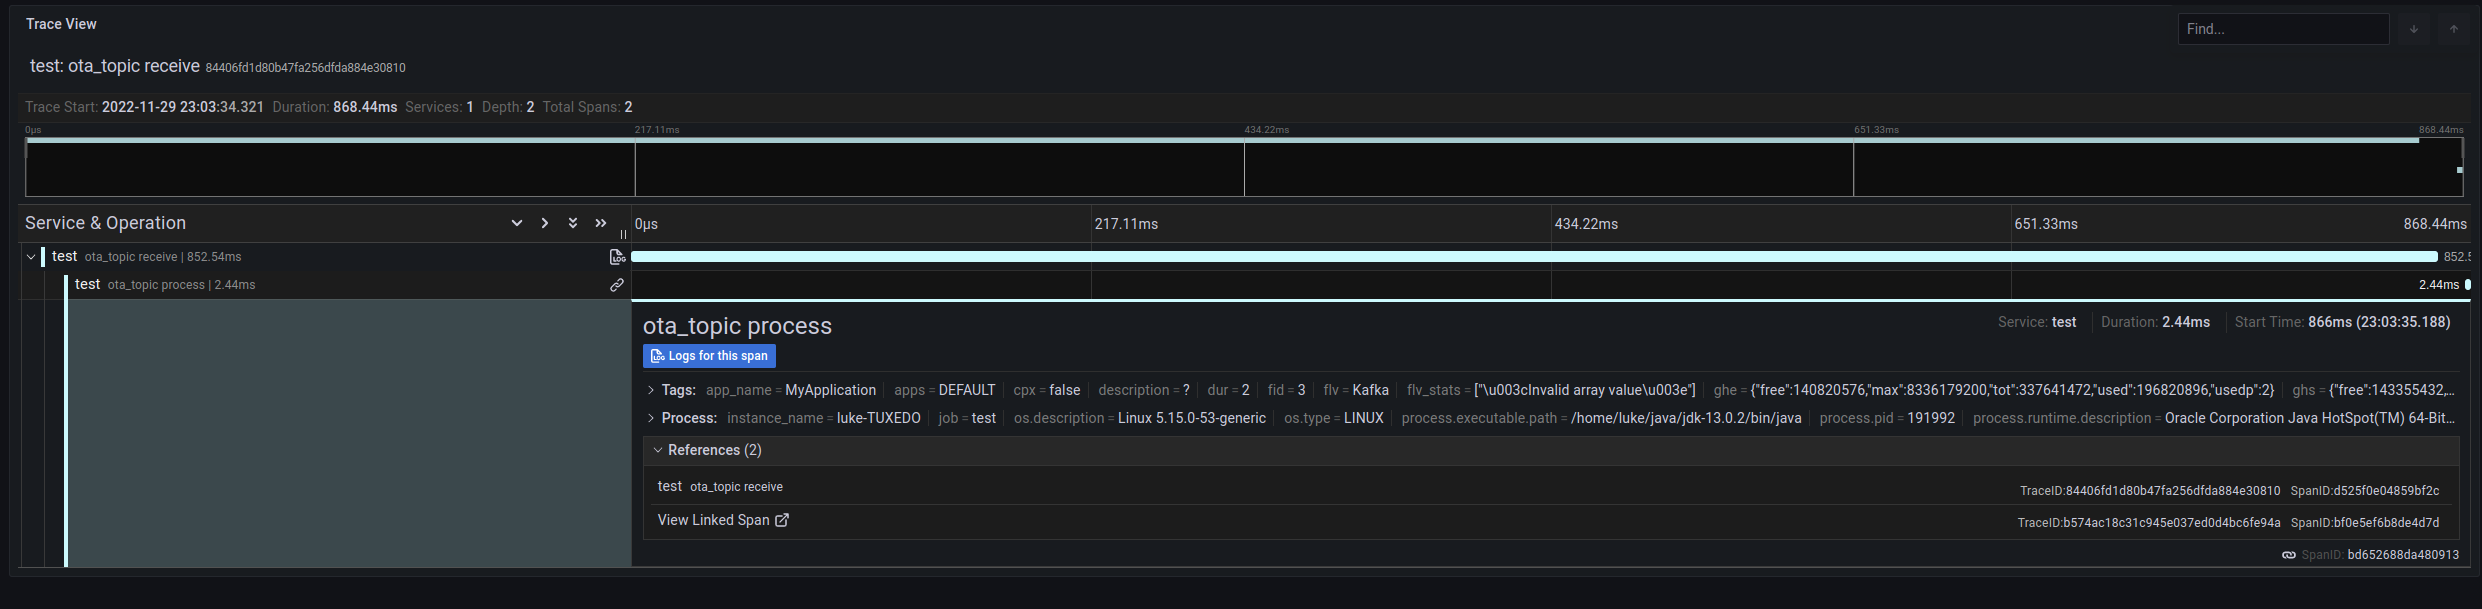 Trace View
Find...
test: ota_topic receive 84406fd1d80b47fa256dfda884e30810
Trace Start: 2022-11-29 23:03:34.321 Duration: 868.44ms Services: 1 Depth: 2 Total Spans: 2
0μs 217.11ms 434.22ms 651.33ms 868.44ms
Service & Operation 0μs 217.11ms 434.22ms 651.33ms 868.44ms
test ota_topic receive | 852.54ms LOG 852.5
test ota_topic process | 2.44ms 2.44ms
ota_topic process Service: test Duration: 2.44ms Start Time: 866ms (23:03:35.188)
LOG Logs for this span
Tags: app_name = MyApplication apps = DEFAULT cpx = false description = ? dur = 2 fid = 3 flv = Kafka flv_stats = ["\u003cInvalid array value\u003e"] ghe = {"free":140820576,"max":8336179200,"tot":337641472,"used":196820896,"usedp":2} ghs = {"free":143355432,…
Process: instance_name = luke-TUXEDO job = test os.description = Linux 5.15.0-53-generic os.type = LINUX process.executable.path = /home/luke/java/jdk-13.0.2/bin/java process.pid = 191992 process.runtime.description = Oracle Corporation Java HotSpot(TM) 64-Bit…
References (2)
test ota_topic receive TraceID:84406fd1d80b47fa256dfda884e30810 SpanID:d525f0e04859bf2c
View Linked Span TraceID:b574ac18c31c945e037ed0d4bc6fe94a SpanID:bf0e5ef6b8de4d7d
SpanID: bd652688da480913